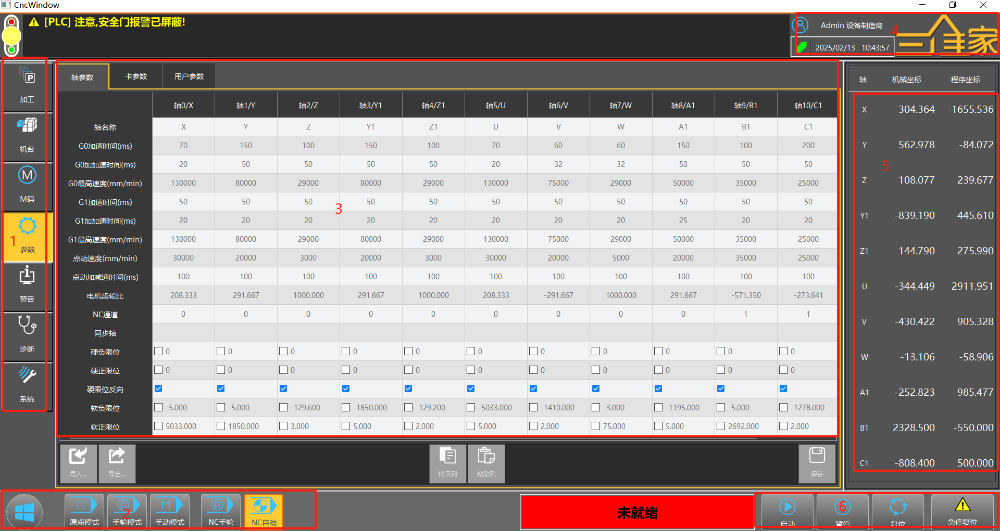 CncWindow
[PLC] 注意,安全门报警已屏蔽!
Admin 设备制造商
4
三维家
2025/02/13 10:43:57
加工
机台
M码
1
参数
警告
诊断
系统
轴参数 卡参数 用户参数
轴0/X 轴1/Y 轴2/Z 轴3/Y1 轴4/Z1 轴5/U 轴6/V 轴7/W 轴8/A1 轴9/B1 轴10/C1
轴名称 X Y Z Y1 Z1 U V W A1 B1 C1
G0加速时间(ms) 70 150 100 150 100 70 60 60 150 100 200
G0加加速时间(ms) 20 50 50 50 50 20 32 32 50 50 50
G0最高速度(mm/min) 130000 80000 29000 80000 29000 130000 75000 29000 50000 35000 25000
G1加速时间(ms) 50 50 50 50 50 50 50 50 50 50 50
3
G1加加速时间(ms) 20 20 20 20 20 20 20 20 25 20 20
G1最高速度(mm/min) 130000 80000 29000 80000 29000 130000 75000 29000 50000 35000 25000
点动速度(mm/min) 30000 20000 3000 20000 3000 30000 20000 5000 20000 35000 25000
点动加减速时间(ms) 100 100 100 100 100 100 100 100 100 100 100
电机齿轮比 208.333 291.667 1000.000 291.667 1000.000 208.333 -291.667 1000.000 291.667 -571.350 -273.641
NC通道 0 0 0 0 0 0 0 0 0 1 1
同步轴
硬负限位 0 0 0 0 0 0 0 0 0 0 0
硬正限位 0 0 0 0 0 0 0 0 0 0 0
硬限位反向
软负限位 -5.000 -5.000 -129.600 -1850.000 -129.200 -5033.000 -1410.000 -3.000 -1195.000 -5.000 -1278.000
软正限位 5033.000 1850.000 3.000 5.000 2.000 5.000 2.000 75.000 5.000 2692.000 2.000
导入... 导出... 拷贝列 粘贴列 保存
轴 机械坐标 程序坐标
X 304.364 -1655.536
Y 562.978 -84.072
5
Z 108.077 239.677
Y1 -839.190 445.610
Z1 144.790 275.990
U -344.449 2911.951
V -430.422 905.328
W -13.106 -58.906
A1 -252.823 985.477
B1 2328.500 -550.000
C1 -808.400 500.000
原点模式 手轮模式 手动模式 NC手轮 NC自动
2
未就绪
6
启动 暂停 复位 急停复位